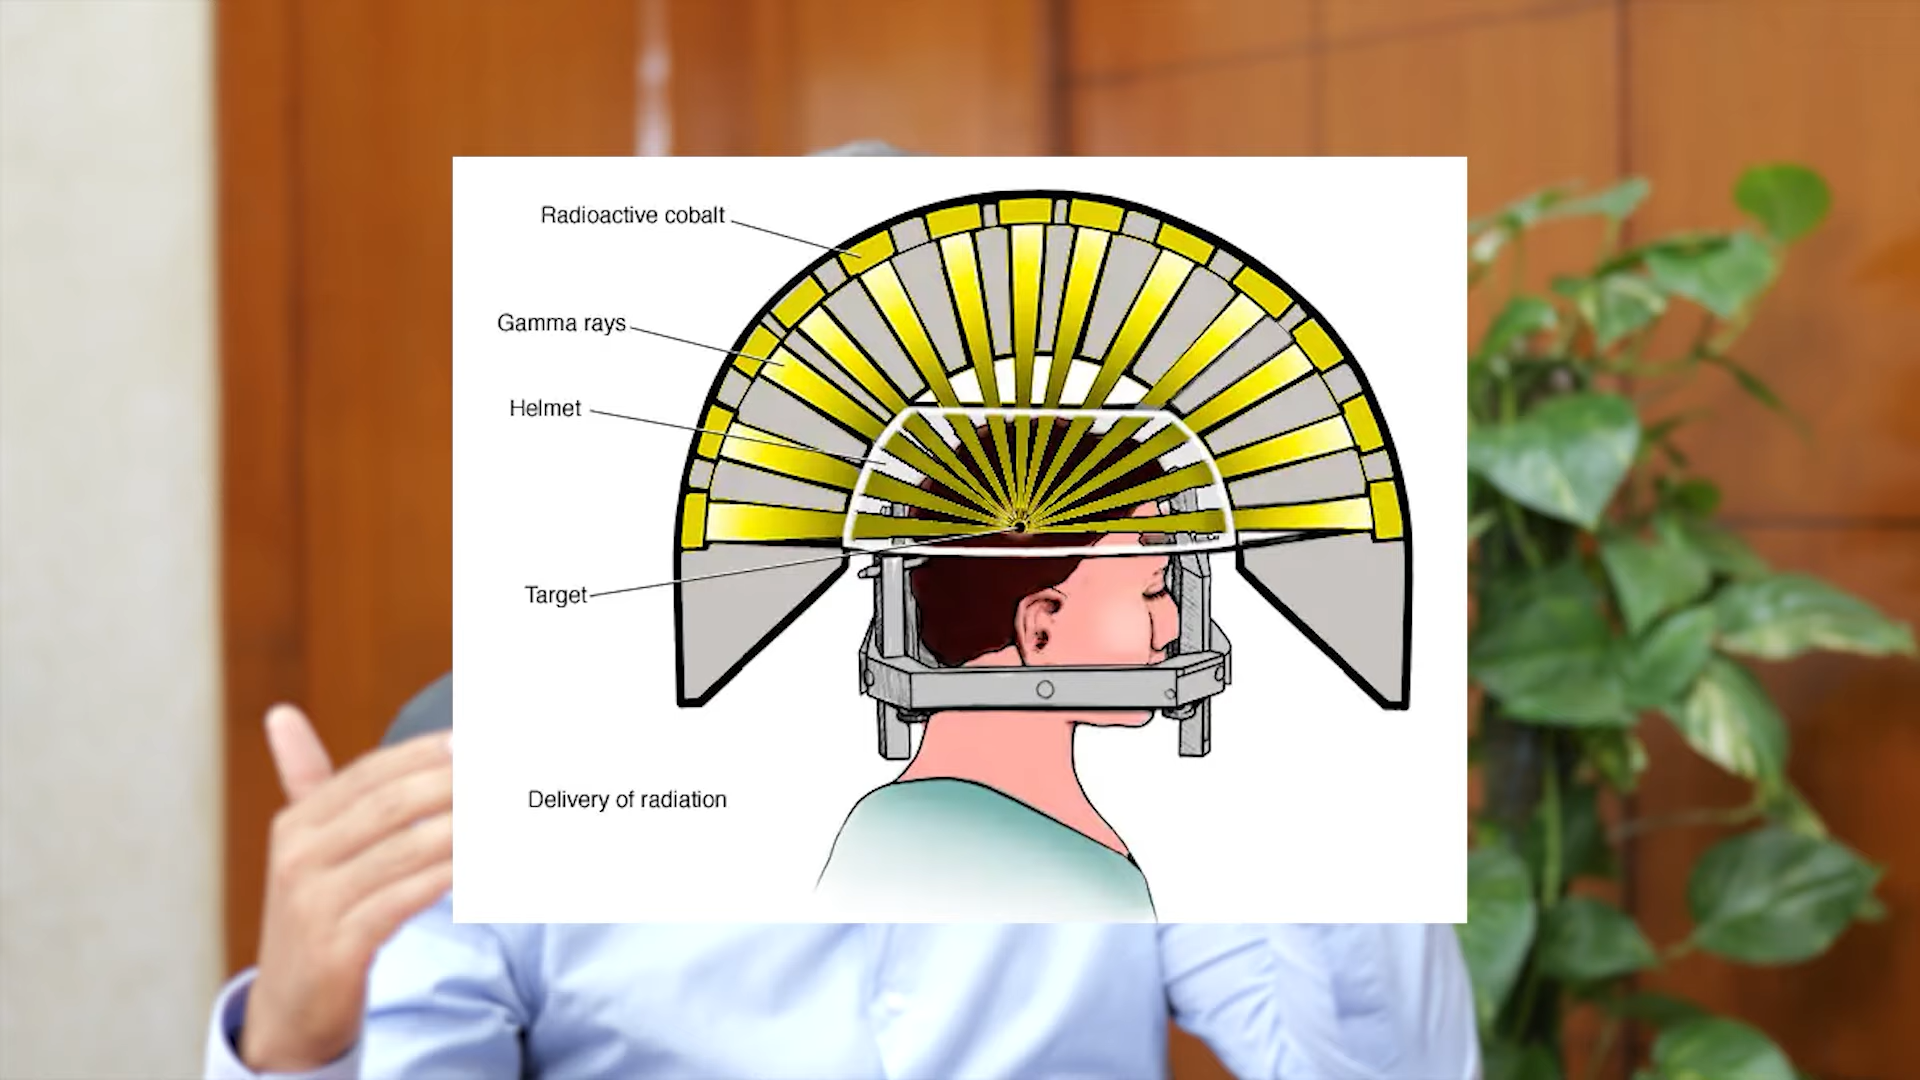 Radioactive cobalt
Gamma rays
Helmet
Target
Delivery of radiation